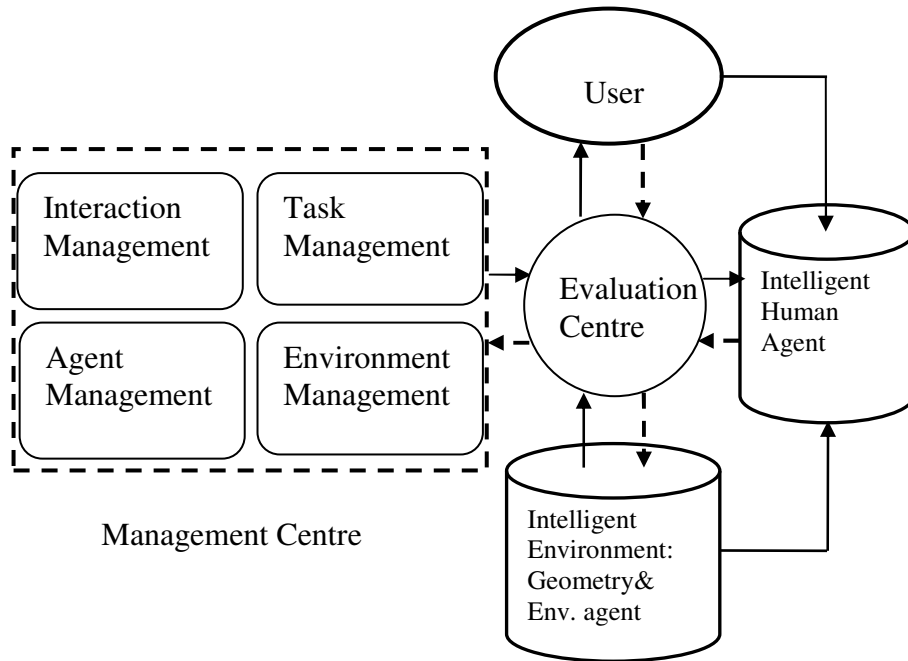 User
Interaction
Management
Task
Management
Agent
Management
Environment
Management
Management Centre
Evaluation
Centre
Intelligent
Human
Agent
Intelligent
Environment:
Geometry&
Env. agent